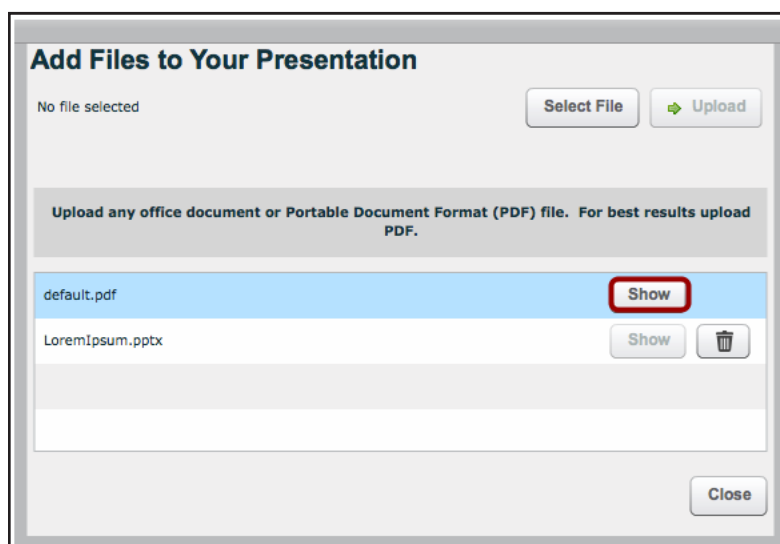 Add Files to Your Presentation
No file selected
Select File
Upload
Upload any office document or Portable Document Format (PDF) file. For best results upload
PDF.
default.pdf
Show
LoremIpsum.pptx
Show
Close